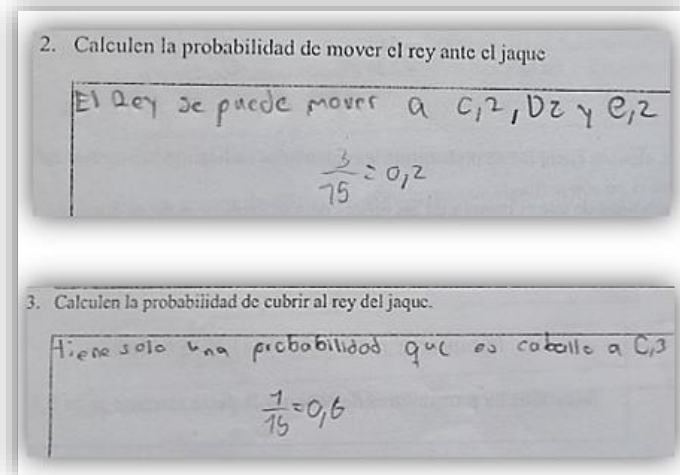 2. Calculen la probabilidad de mover el rey ante el jaque
El Rey se puede mover a C,2, D2 y e,2
3/15 = 0,2
3. Calculen la probabilidad de cubrir al rey del jaque.
tiene solo una probabilidad que es caballo a C,3
1/15 = 0,6